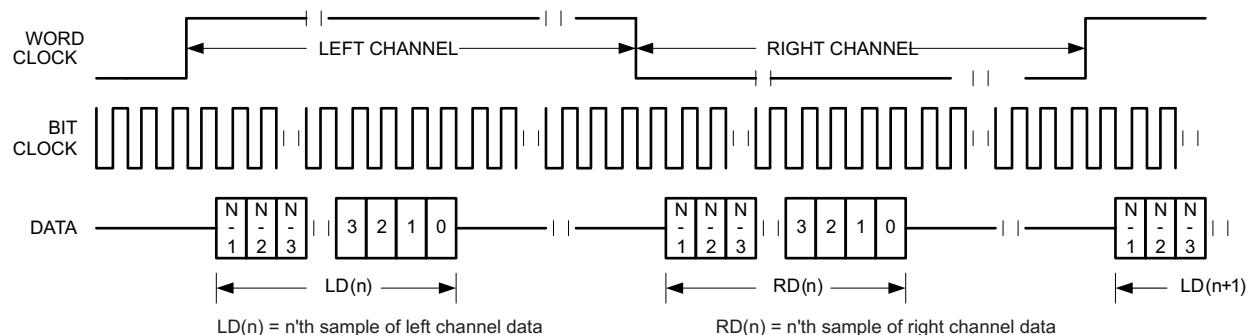 WORD
CLOCK
LEFT CHANNEL
RIGHT CHANNEL
BIT
CLOCK
DATA
N
-
1
N
-
2
N
-
3
3 2 1 0
N
-
1
N
-
2
N
-
3
3 2 1 0
N
-
1
N
-
2
N
-
3
LD(n)
RD(n)
LD(n+1)
LD(n) = n'th sample of left channel data
RD(n) = n'th sample of right channel data